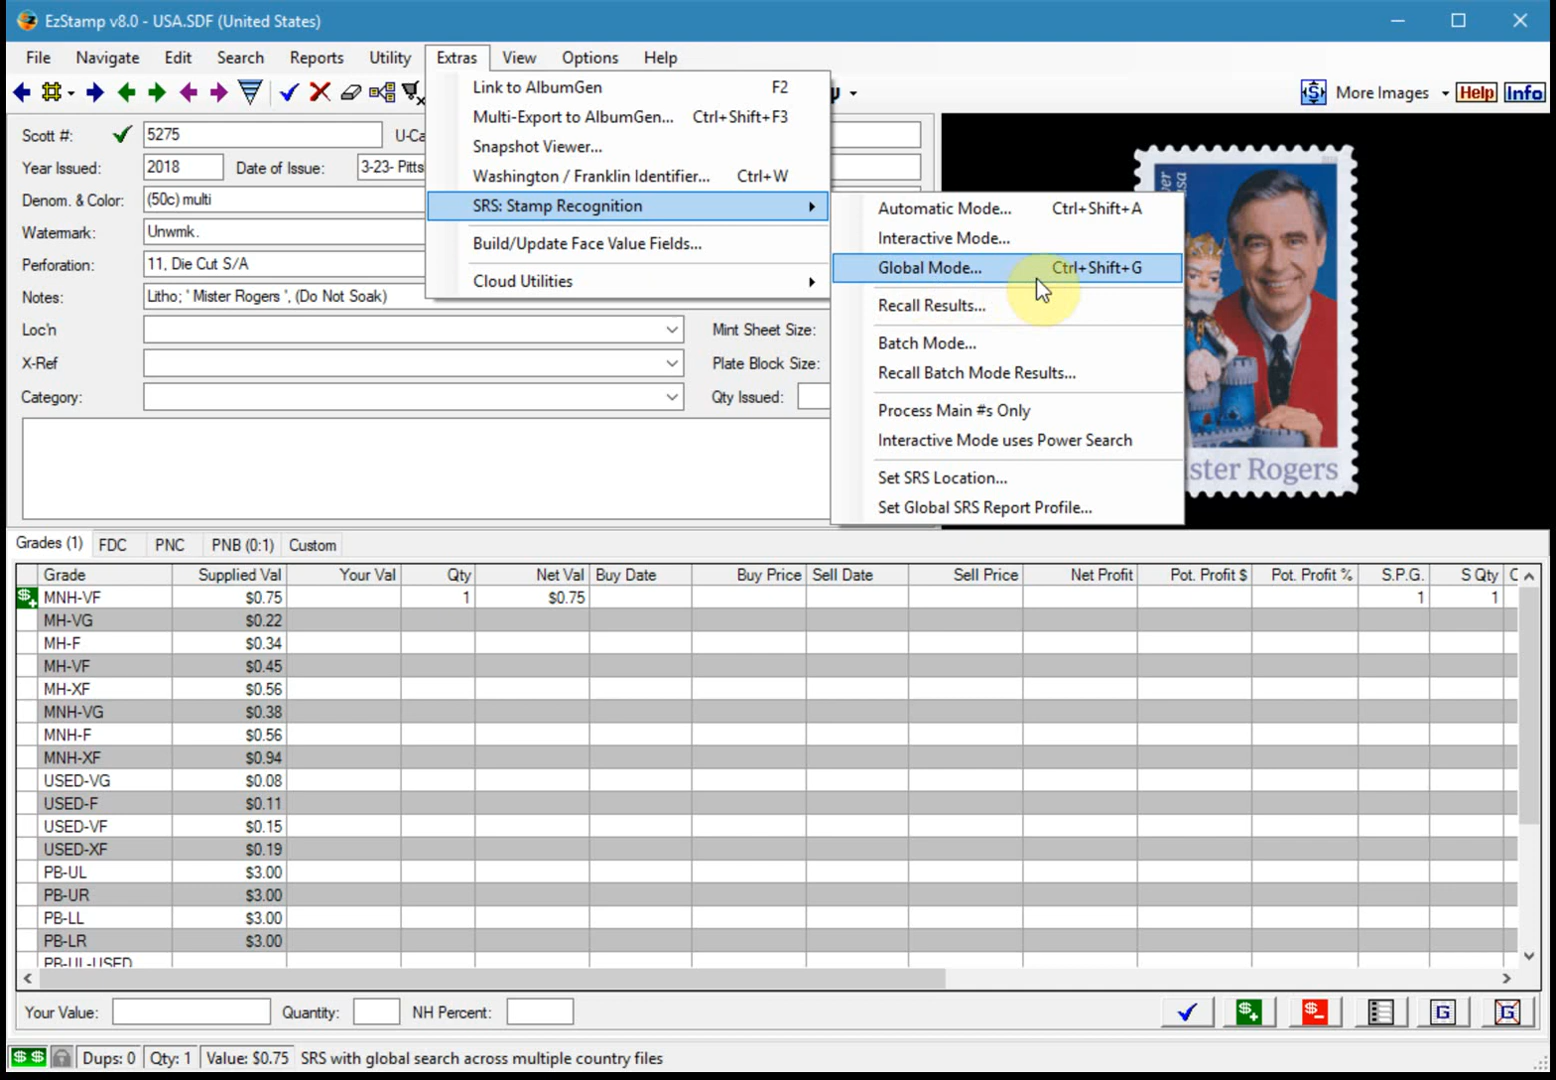 EzStamp v8.0 - USA.SDF (United States)
File Navigate Edit Search Reports Utility Extras View Options Help
More Images Help Info
Link to AlbumGen F2
Multi-Export to AlbumGen... Ctrl+Shift+F3
Snapshot Viewer...
Washington / Franklin Identifier... Ctrl+W
SRS: Stamp Recognition
Build/Update Face Value Fields...
Cloud Utilities
Automatic Mode... Ctrl+Shift+A
Interactive Mode...
Global Mode... Ctrl+Shift+G
Recall Results...
Batch Mode...
Recall Batch Mode Results...
Process Main #s Only
Interactive Mode uses Power Search
Set SRS Location...
Set Global SRS Report Profile...
Scott #: 5275 U-Ca
Year Issued: 2018 Date of Issue: 3-23- Pitts
Denom. & Color: (50c) multi
Watermark: Unwmk.
Perforation: 11, Die Cut S/A
Notes: Litho; ' Mister Rogers ', (Do Not Soak)
Loc'n Mint Sheet Size:
X-Ref Plate Block Size:
Category: Qty Issued:
ver
usa
ster Rogers
Grades (1) FDC PNC PNB (0:1) Custom
Grade Supplied Val Your Val Qty Net Val Buy Date Buy Price Sell Date Sell Price Net Profit Pot. Profit $ Pot. Profit % S.P.G. S Qty C
MNH-VF $0.75 1 $0.75 1 1
MH-VG $0.22
MH-F $0.34
MH-VF $0.45
MH-XF $0.56
MNH-VG $0.38
MNH-F $0.56
MNH-XF $0.94
USED-VG $0.08
USED-F $0.11
USED-VF $0.15
USED-XF $0.19
PB-UL $3.00
PB-UR $3.00
PB-LL $3.00
PB-LR $3.00
PB-UL-USED
Your Value: Quantity: NH Percent: $+ $- G G
$ $ Dups: 0 Qty: 1 Value: $0.75 SRS with global search across multiple country files